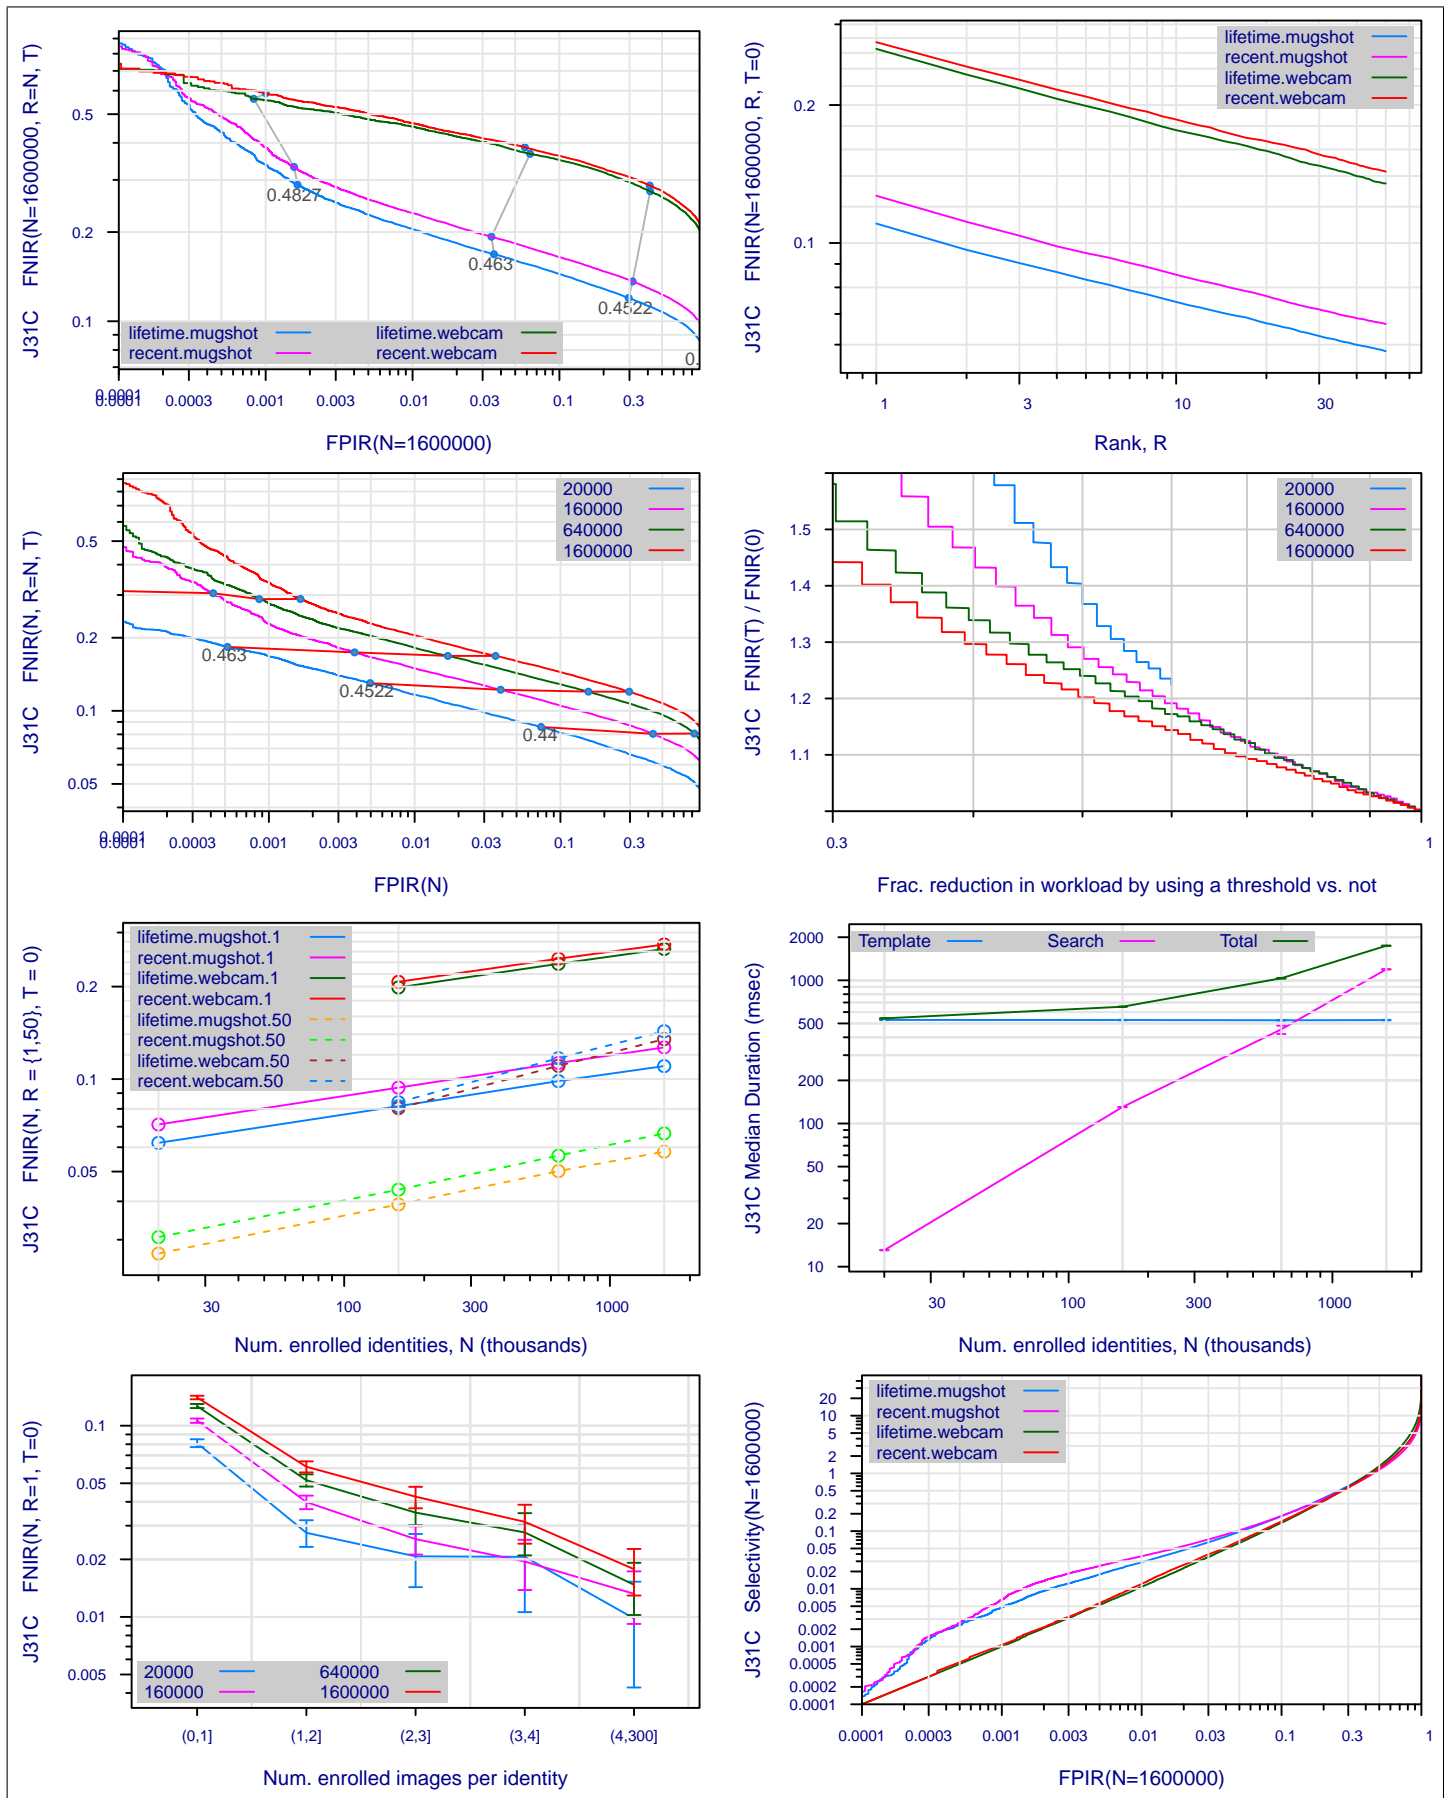 J31C FNIR(N=1600000, R=N, T)
0.5
0.2
0.1
0.4827
0.463
0.4522
0.
lifetime.mugshot
recent.mugshot
lifetime.webcam
recent.webcam
0.0001
0.0001
0.0003
0.001
0.003
0.01
0.03
0.1
0.3
FPIR(N=1600000)
J31C FNIR(N=1600000, R, T=0)
0.2
0.1
lifetime.mugshot
recent.mugshot
lifetime.webcam
recent.webcam
1
3
10
30
Rank, R
J31C FNIR(N, R=N, T)
0.5
0.2
0.1
0.05
20000
160000
640000
1600000
0.463
0.4522
0.44
0.0001
0.0001
0.0003
0.001
0.003
0.01
0.03
0.1
0.3
FPIR(N)
J31C FNIR(T) / FNIR(0)
1.5
1.4
1.3
1.2
1.1
20000
160000
640000
1600000
0.3
1
Frac. reduction in workload by using a threshold vs. not
J31C FNIR(N, R = {1,50}, T = 0)
0.2
0.1
0.05
lifetime.mugshot.1
recent.mugshot.1
lifetime.webcam.1
recent.webcam.1
lifetime.mugshot.50
recent.mugshot.50
lifetime.webcam.50
recent.webcam.50
30
100
300
1000
Num. enrolled identities, N (thousands)
J31C Median Duration (msec)
2000
1000
500
200
100
50
20
10
Template
Search
Total
30
100
300
1000
Num. enrolled identities, N (thousands)
J31C FNIR(N, R=1, T=0)
0.1
0.05
0.02
0.01
0.005
20000
160000
640000
1600000
(0,1]
(1,2]
(2,3]
(3,4]
(4,300]
Num. enrolled images per identity
J31C Selectivity(N=1600000)
20
10
5
2
1
0.5
0.2
0.1
0.05
0.02
0.01
0.005
0.002
0.001
0.0005
0.0002
0.0001
lifetime.mugshot
recent.mugshot
lifetime.webcam
recent.webcam
0.0001
0.0003
0.001
0.003
0.01
0.03
0.1
0.3
1
FPIR(N=1600000)